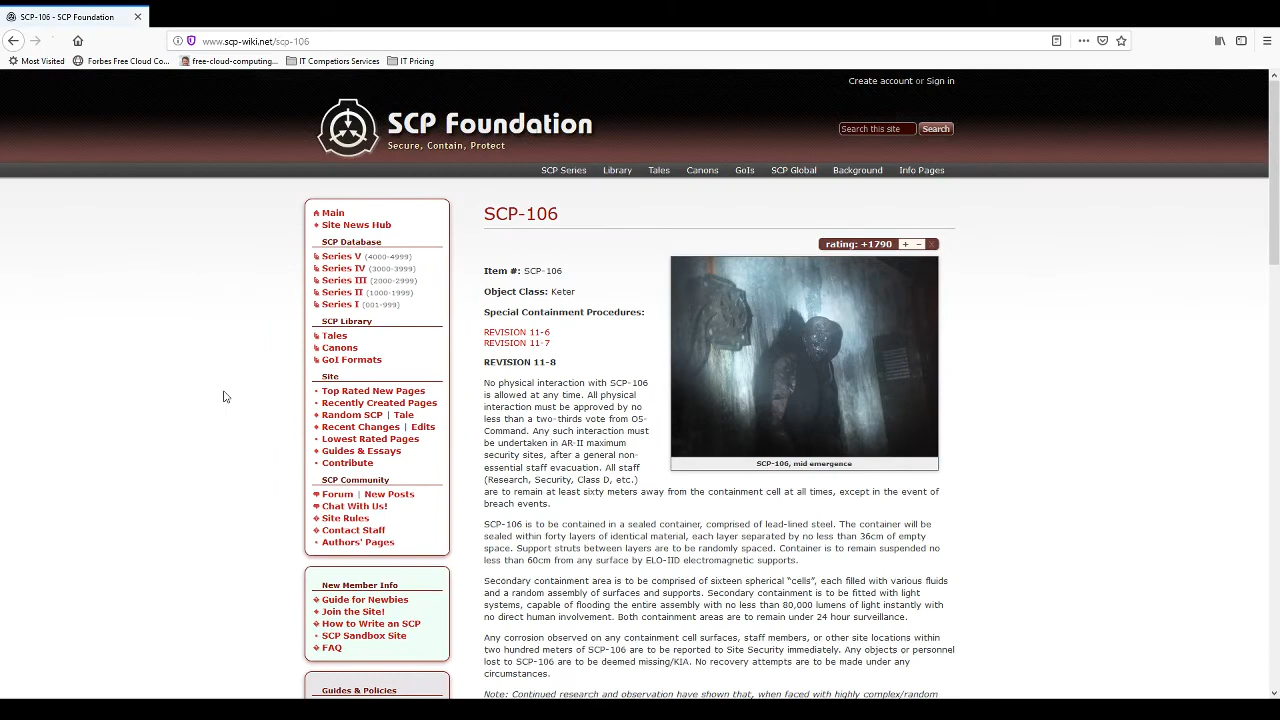 SCP-106 - SCP Foundation
www.scp-wiki.net/scp-106
Most Visited Forbes Free Cloud Co... free-cloud-computing... IT Competiors Services IT Pricing
Create account or Sign in
SCP Foundation
Secure, Contain, Protect
Search this site Search
SCP Series Library Tales Canons GoIs SCP Global Background Info Pages
Main
Site News Hub
SCP Database
Series V (4000-4999)
Series IV (3000-3999)
Series III (2000-2999)
Series II (1000-1999)
Series I (001-999)
SCP Library
Tales
Canons
GoI Formats
Site
Top Rated New Pages
Recently Created Pages
Random SCP | Tale
Recent Changes | Edits
Lowest Rated Pages
Guides & Essays
Contribute
SCP Community
Forum | New Posts
Chat With Us!
Site Rules
Contact Staff
Authors' Pages
New Member Info
Guide for Newbies
Join the Site!
How to Write an SCP
SCP Sandbox Site
FAQ
Guides & Policies
SCP-106
rating: +1790 + − X
Item #: SCP-106
Object Class: Keter
Special Containment Procedures:
REVISION 11-6
REVISION 11-7
REVISION 11-8
SCP-106, mid emergence
No physical interaction with SCP-106
is allowed at any time. All physical
interaction must be approved by no
less than a two-thirds vote from O5-
Command. Any such interaction must
be undertaken in AR-II maximum
security sites, after a general non-
essential staff evacuation. All staff
(Research, Security, Class D, etc.)
are to remain at least sixty meters away from the containment cell at all times, except in the event of
breach events.
SCP-106 is to be contained in a sealed container, comprised of lead-lined steel. The container will be
sealed within forty layers of identical material, each layer separated by no less than 36cm of empty
space. Support struts between layers are to be randomly spaced. Container is to remain suspended no
less than 60cm from any surface by ELO-IID electromagnetic supports.
Secondary containment area is to be comprised of sixteen spherical “cells”, each filled with various fluids
and a random assembly of surfaces and supports. Secondary containment is to be fitted with light
systems, capable of flooding the entire assembly with no less than 80,000 lumens of light instantly with
no direct human involvement. Both containment areas are to remain under 24 hour surveillance.
Any corrosion observed on any containment cell surfaces, staff members, or other site locations within
two hundred meters of SCP-106 are to be reported to Site Security immediately. Any objects or personnel
lost to SCP-106 are to be deemed missing/KIA. No recovery attempts are to be made under any
circumstances.
Note: Continued research and observation have shown that, when faced with highly complex/random